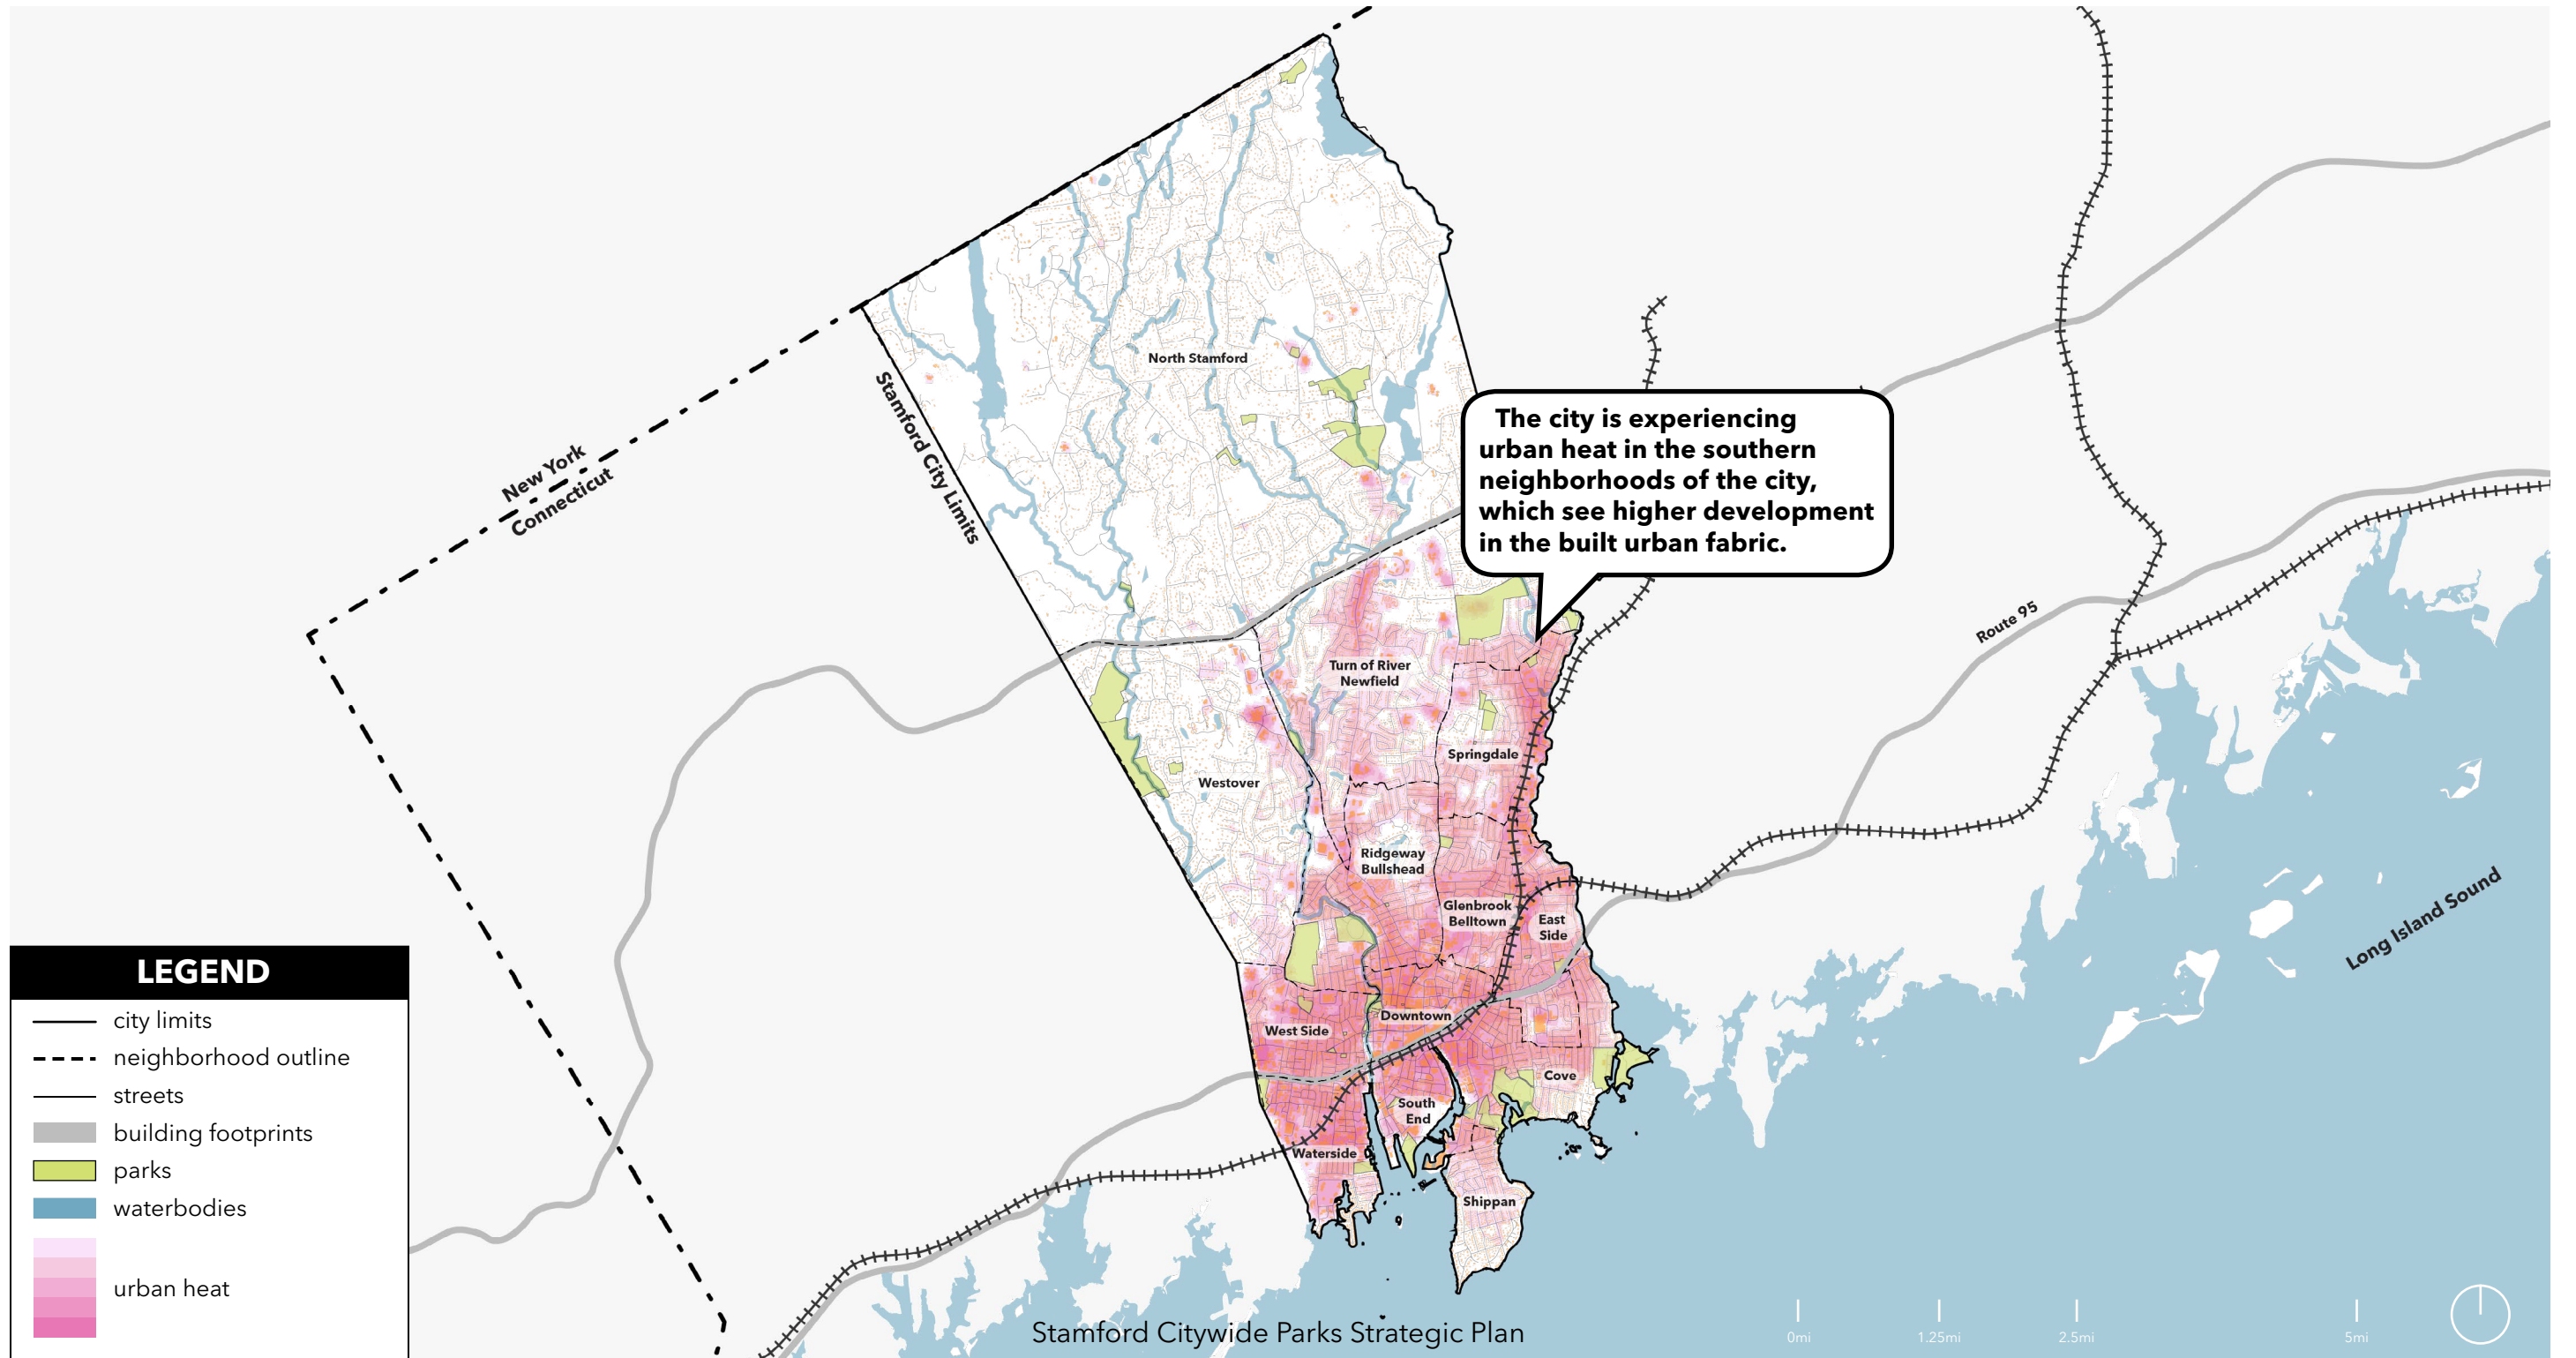 North Stamford
Stamford City Limits
New York
Connecticut
The city is experiencing
urban heat in the southern
neighborhoods of the city,
which see higher development
in the built urban fabric.
Route 95
Turn of River
Newfield
Springdale
Westover
Ridgeway
Bullshead
Glenbrook
Belltown
East
Side
Long Island Sound
Downtown
West Side
Cove
South
End
Waterside
Shippan
LEGEND
city limits
neighborhood outline
streets
building footprints
parks
waterbodies
urban heat
Stamford Citywide Parks Strategic Plan
0mi
1.25mi
2.5mi
5mi